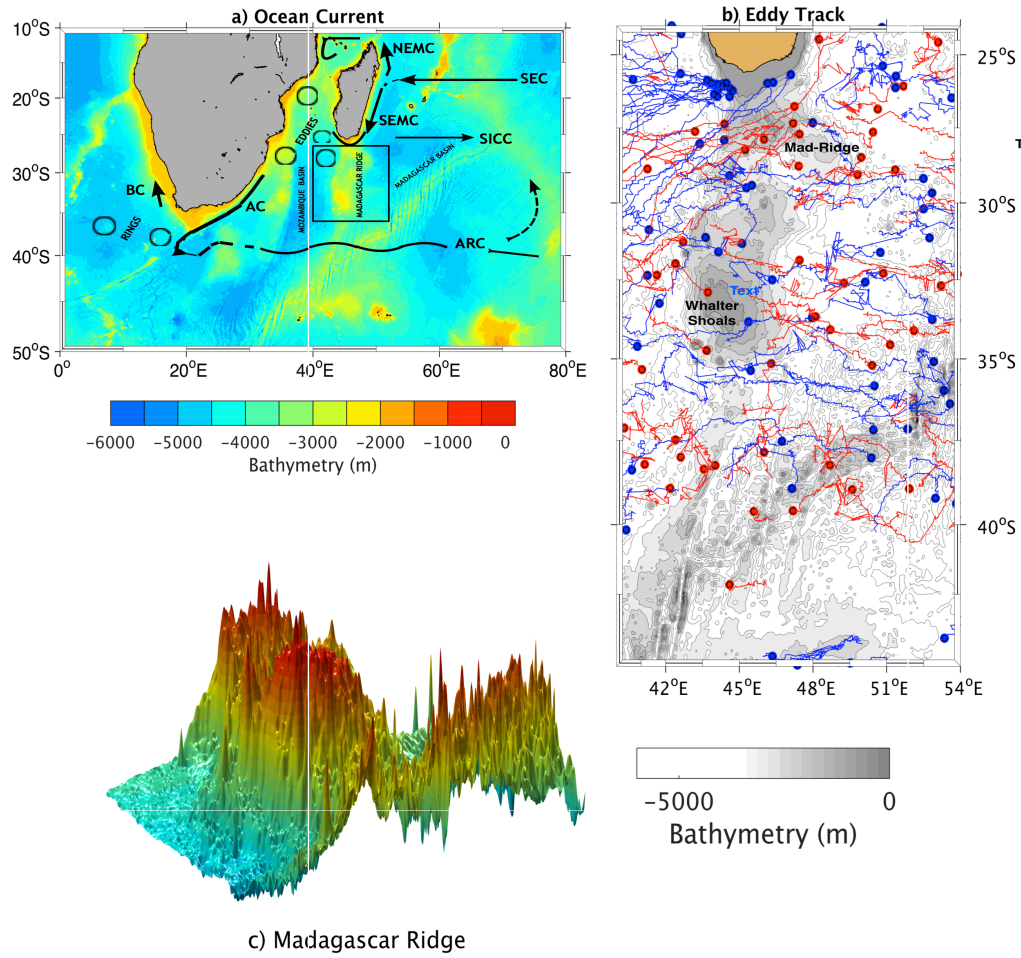 a) Ocean Current
10°S
20°S
30°S
40°S
50°S
0°
20°E
40°E
60°E
80°E
NEMC
SEC
SEMC
SICC
EDDIES
MADAGASCAR BASIN
MOZAMBIQUE BASIN
MADAGASCAR RIDGE
BC
AC
RINGS
ARC
-6000
-5000
-4000
-3000
-2000
-1000
0
Bathymetry (m)
b) Eddy Track
25°S
30°S
35°S
40°S
Mad-Ridge
Text
Whalter
Shoals
42°E
45°E
48°E
51°E
54°E
-5000
0
Bathymetry (m)
c) Madagascar Ridge